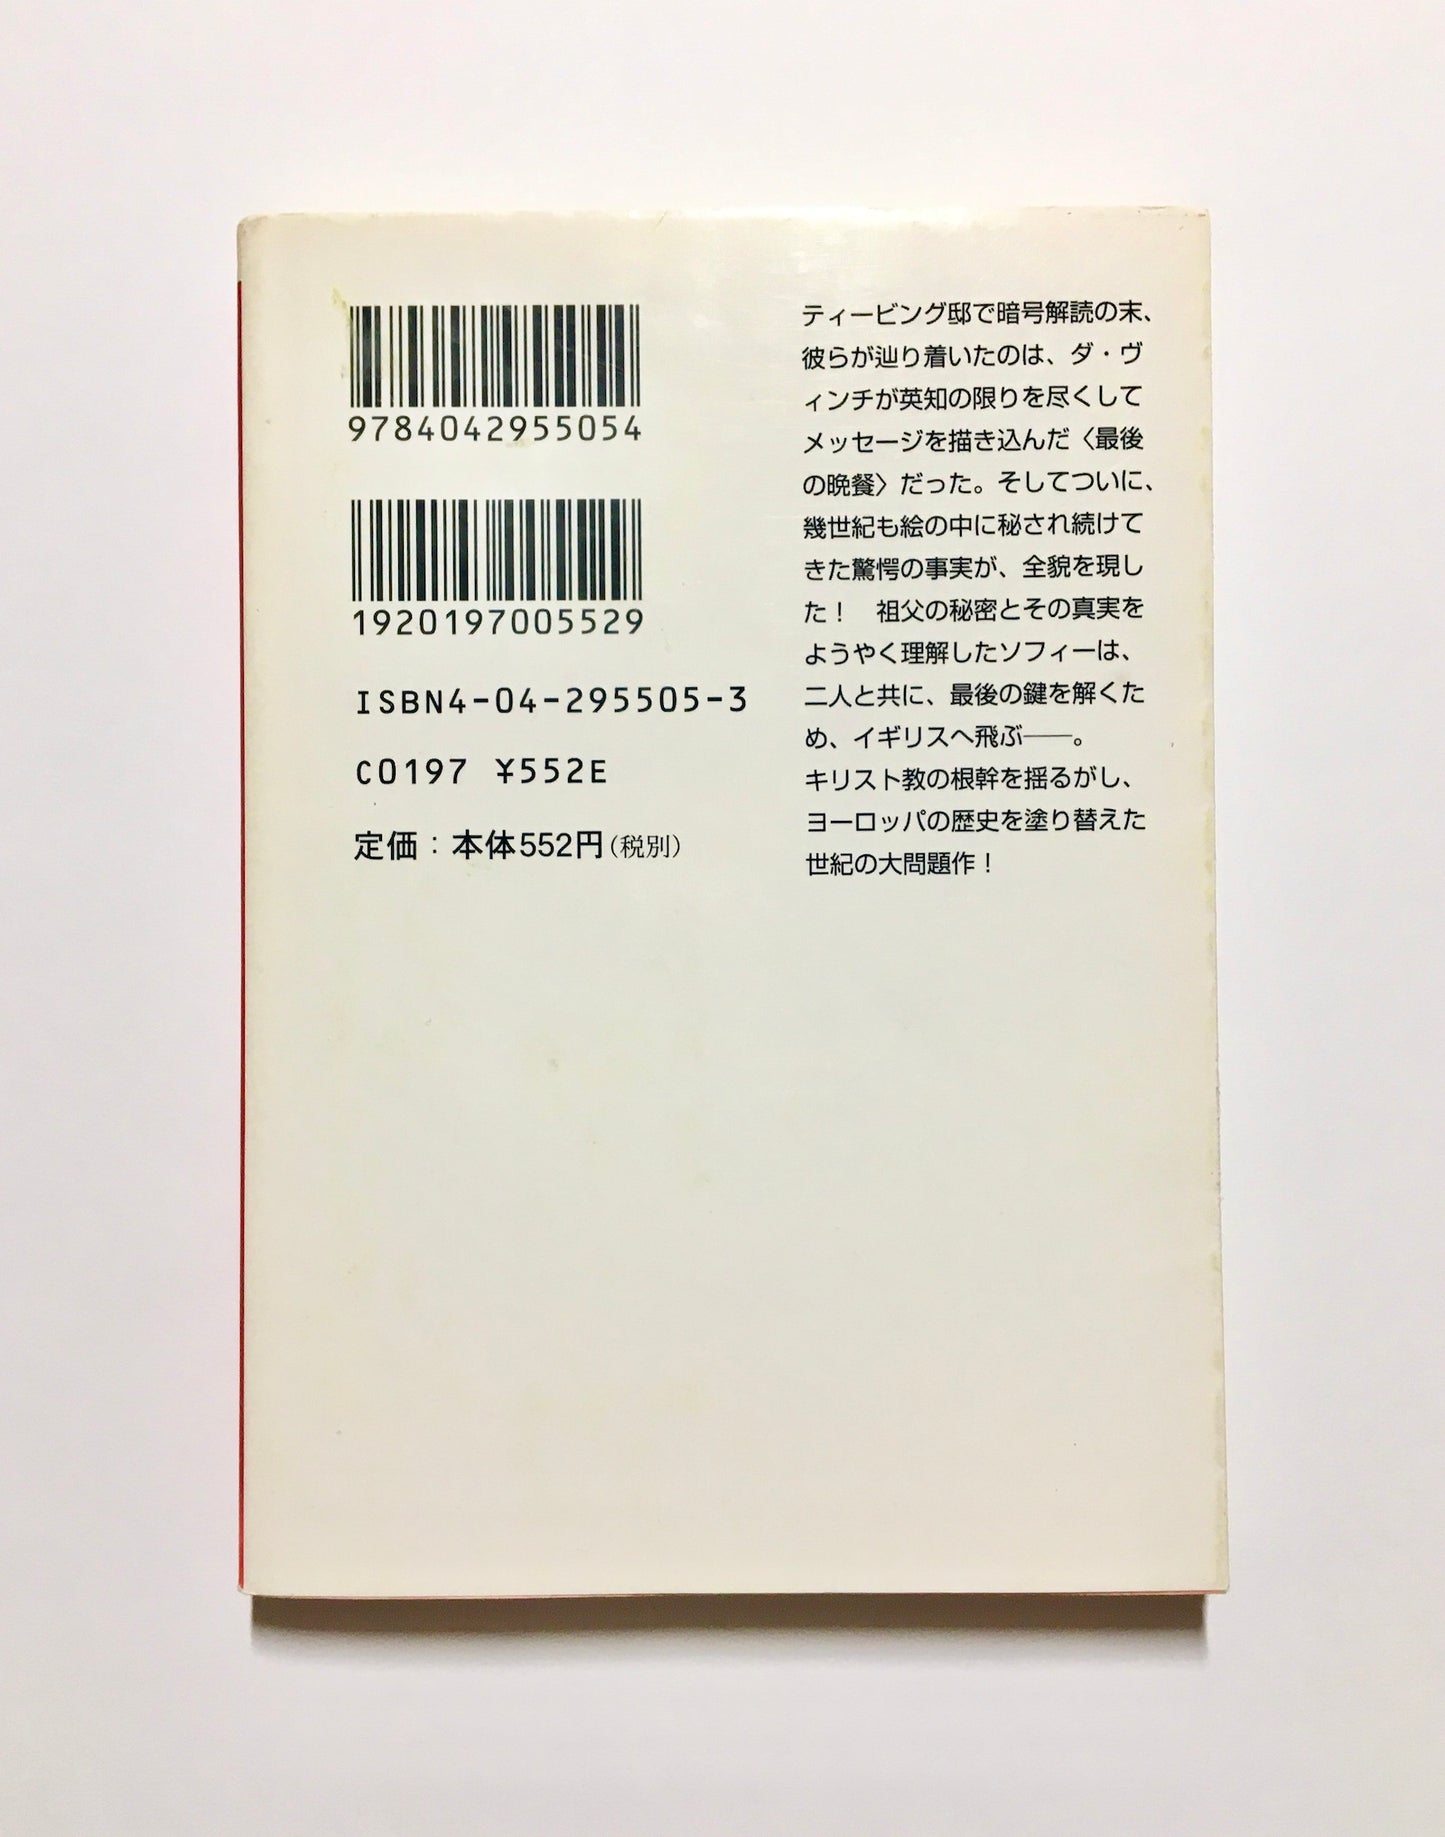 9784042955054
1920197005529
ISBN4-04-295505-3
C0197 ¥552E
定価：本体552円（税別）
ティービング邸で暗号解読の末、
彼らが辿り着いたのは、ダ・ヴ
ィンチが英知の限りを尽くして
メッセージを描き込んだ〈最後
の晩餐〉だった。そしてついに、
幾世紀も絵の中に秘され続けて
きた驚愕の事実が、全貌を現し
た！　祖父の秘密とその真実を
ようやく理解したソフィーは、
二人と共に、最後の鍵を解くた
め、イギリスへ飛ぶ――。
キリスト教の根幹を揺るがし、
ヨーロッパの歴史を塗り替えた
世紀の大問題作！